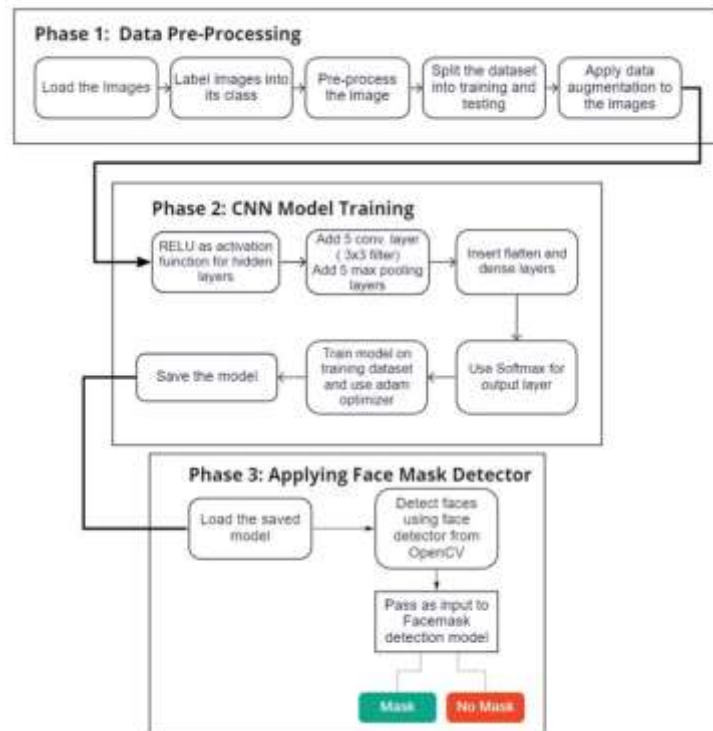 Phase 1: Data Pre-Processing
Load the Images
Label images into
its class
Pre-process
the image
Split the dataset
into training and
testing
Apply data
augmentation to
the images
Phase 2: CNN Model Training
RELU as activation
function for hidden
layers
Add 5 conv. layer
( 3x3 filter)
Add 5 max pooling
layers
Insert flatten and
dense layers
Use Softmax for
output layer
Train model on
training dataset
and use adam
optimizer
Save the model
Phase 3: Applying Face Mask Detector
Load the saved
model
Detect faces
using face
detector from
OpenCV
Pass as input to
Facemask
detection model
Mask
No Mask